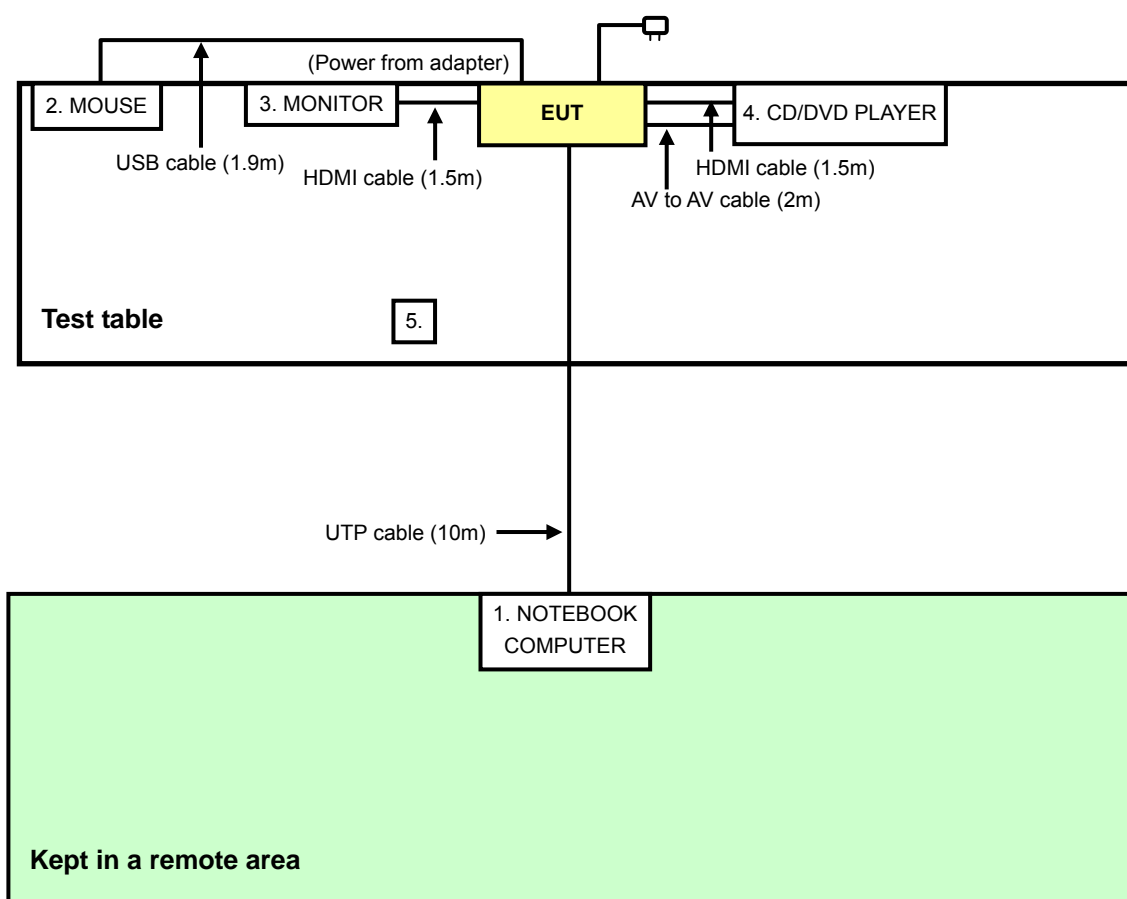 (Power from adapter)
2. MOUSE
3. MONITOR
EUT
4. CD/DVD PLAYER
USB cable (1.9m)
HDMI cable (1.5m)
HDMI cable (1.5m)
AV to AV cable (2m)
Test table
5.
UTP cable (10m)
1. NOTEBOOK
COMPUTER
Kept in a remote area